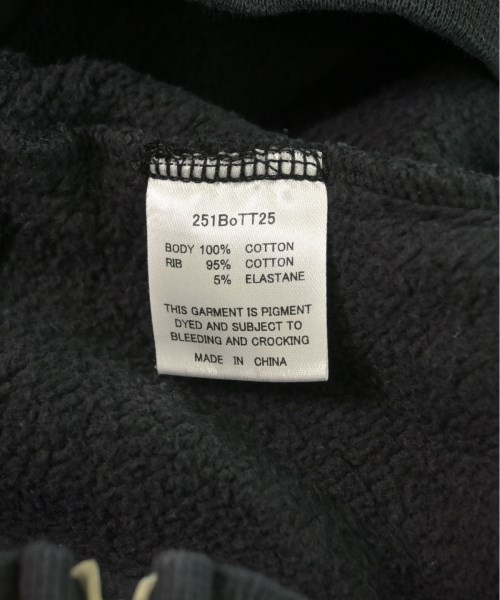 251BoTT25
BODY 100% COTTON
RIB 95% COTTON
5% ELASTANE
THIS GARMENT IS PIGMENT
DYED AND SUBJECT TO
BLEEDING AND CROCKING
MADE IN CHINA